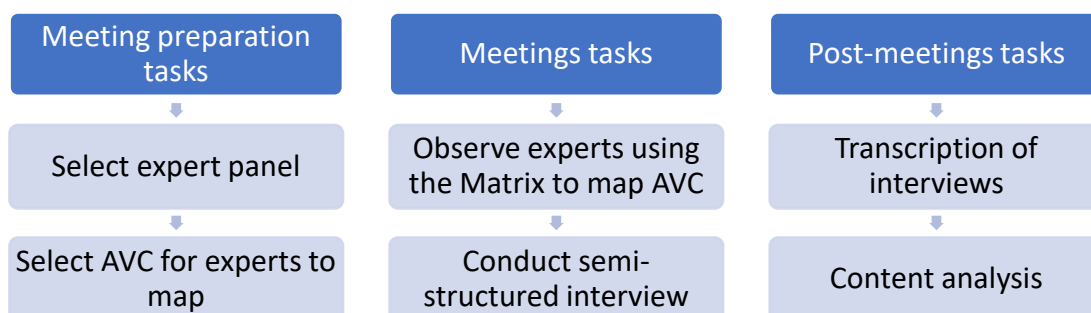 Meeting preparation
tasks
Select expert panel
Select AVC for experts to
map
Meetings tasks
Observe experts using
the Matrix to map AVC
Conduct semi-
structured interview
Post-meetings tasks
Transcription of
interviews
Content analysis